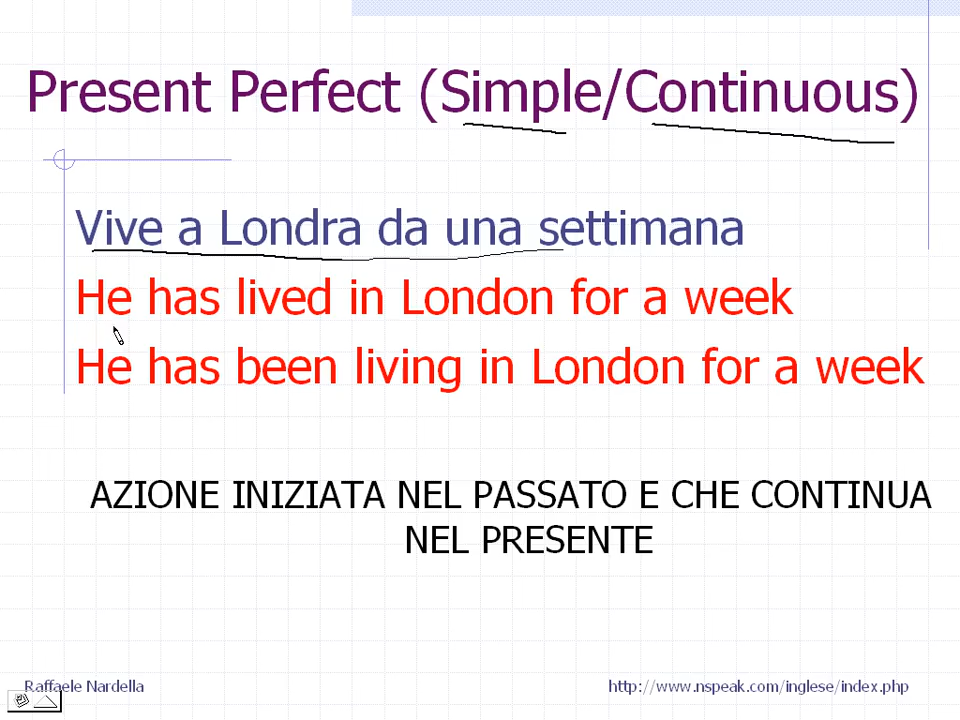 Present Perfect (Simple/Continuous)
Vive a Londra da una settimana
He has lived in London for a week
He has been living in London for a week
AZIONE INIZIATA NEL PASSATO E CHE CONTINUA
NEL PRESENTE
Raffaele Nardella
http://www.nspeak.com/inglese/index.php